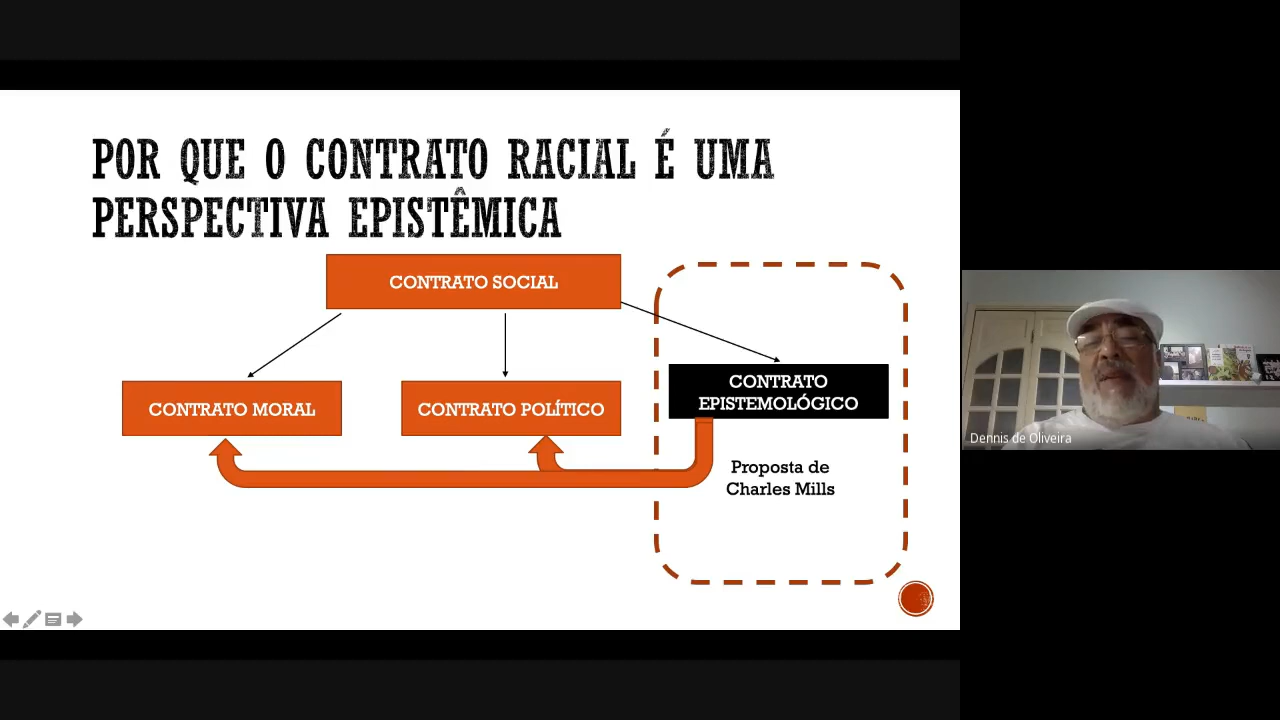 POR QUE O CONTRATO RACIAL É UMA
PERSPECTIVA EPISTÊMICA
CONTRATO SOCIAL
CONTRATO MORAL
CONTRATO POLÍTICO
CONTRATO
EPISTEMOLÓGICO
Proposta de
Charles Mills
Dennis de Oliveira